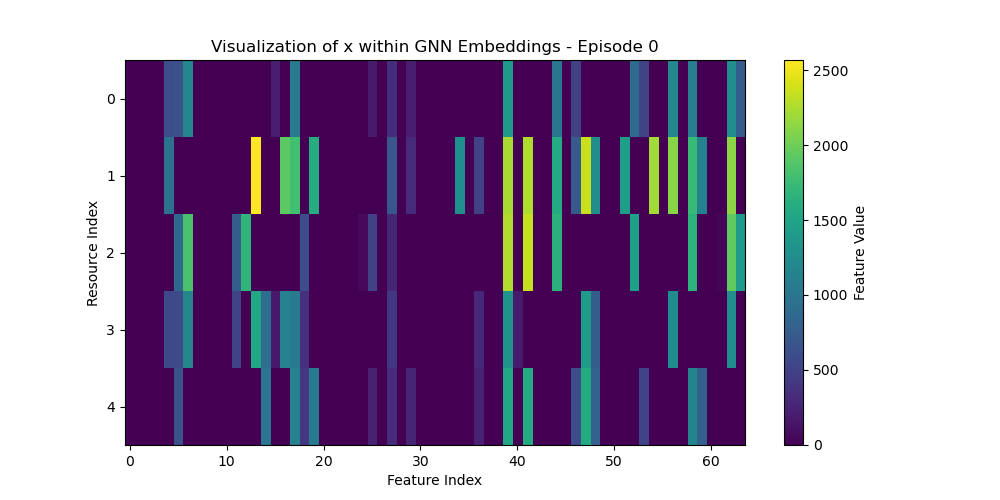 Visualization of x within GNN Embeddings - Episode 0
Resource Index
0
1
2
3
4
0 10 20 30 40 50 60
Feature Index
2500
2000
1500
1000
500
0
Feature Value